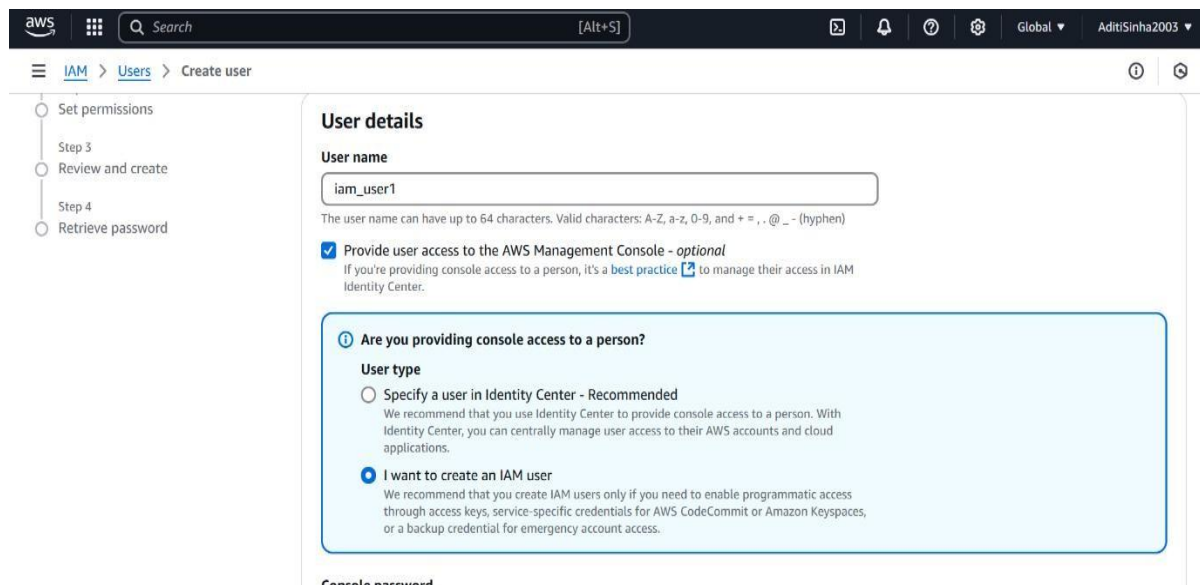 aws
Search [Alt+S]
Global ▼
AditiSinha2003 ▼
IAM > Users > Create user
Set permissions
Step 3
Review and create
Step 4
Retrieve password
User details
User name
iam_user1
The user name can have up to 64 characters. Valid characters: A-Z, a-z, 0-9, and + = , . @ _ - (hyphen)
Provide user access to the AWS Management Console - optional
If you're providing console access to a person, it's a best practice to manage their access in IAM
Identity Center.
Are you providing console access to a person?
User type
Specify a user in Identity Center - Recommended
We recommend that you use Identity Center to provide console access to a person. With
Identity Center, you can centrally manage user access to their AWS accounts and cloud
applications.
I want to create an IAM user
We recommend that you create IAM users only if you need to enable programmatic access
through access keys, service-specific credentials for AWS CodeCommit or Amazon Keyspaces,
or a backup credential for emergency account access.
Console password